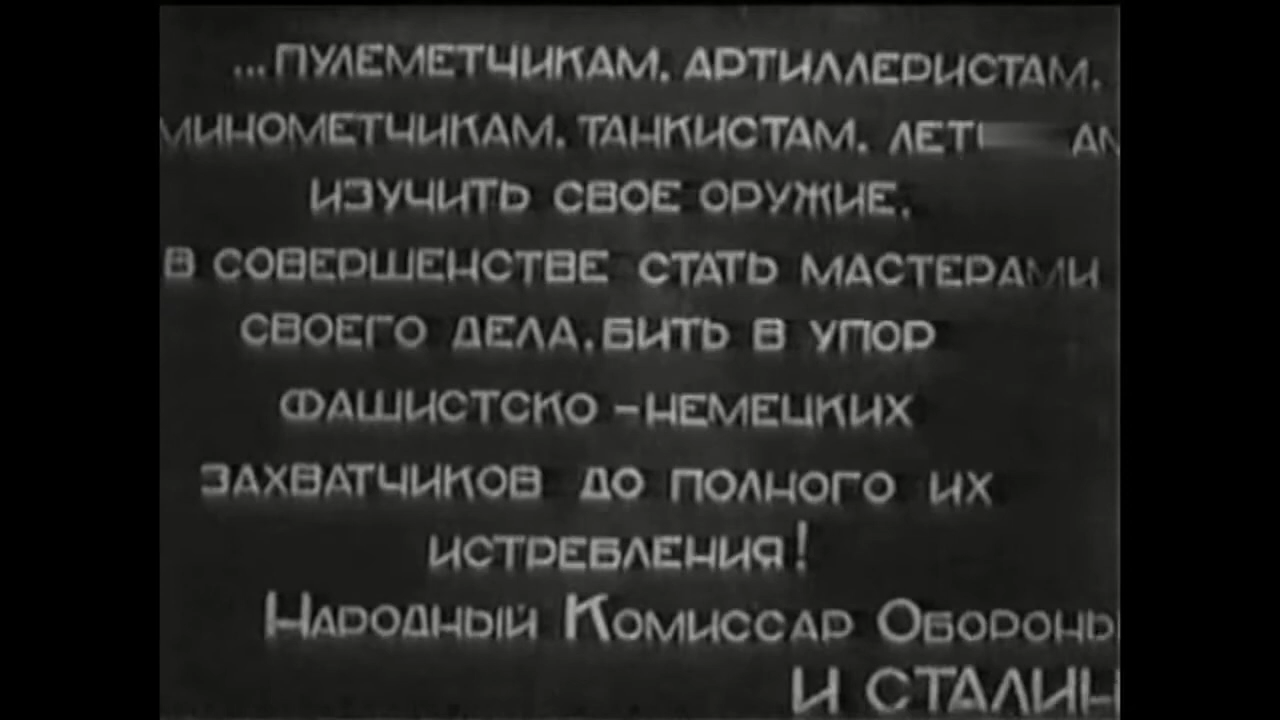 ...ПУЛЕМЕТЧИКАМ, АРТИЛЛЕРИСТАМ,
МИНОМЕТЧИКАМ, ТАНКИСТАМ,
ИЗУЧИТЬ СВОЕ ОРУЖИЕ,
В СОВЕРШЕНСТВЕ СТАТЬ МАСТЕРАМИ
СВОЕГО ДЕЛА, БИТЬ В УПОР
ФАШИСТСКО-НЕМЕЦКИХ
ЗАХВАТЧИКОВ ДО ПОЛНОГО ИХ
ИСТРЕБЛЕНИЯ!
Народный Комиссар Обороны
И СТАЛИН